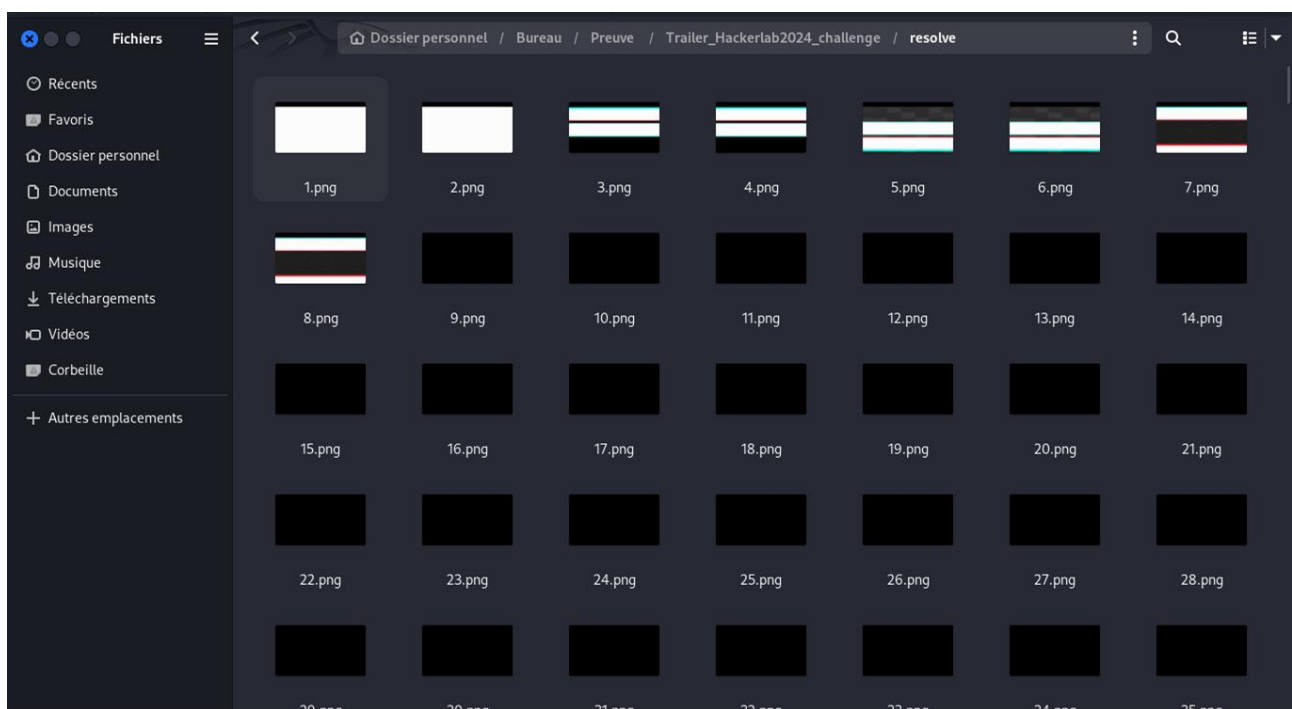 Fichiers
Dossier personnel / Bureau / Preuve / Trailer_Hackerlab2024_challenge / resolve
Récents
Favoris
Dossier personnel
Documents
Images
Musique
Téléchargements
Vidéos
Corbeille
Autres emplacements
1.png 2.png 3.png 4.png 5.png 6.png 7.png
8.png 9.png 10.png 11.png 12.png 13.png 14.png
15.png 16.png 17.png 18.png 19.png 20.png 21.png
22.png 23.png 24.png 25.png 26.png 27.png 28.png